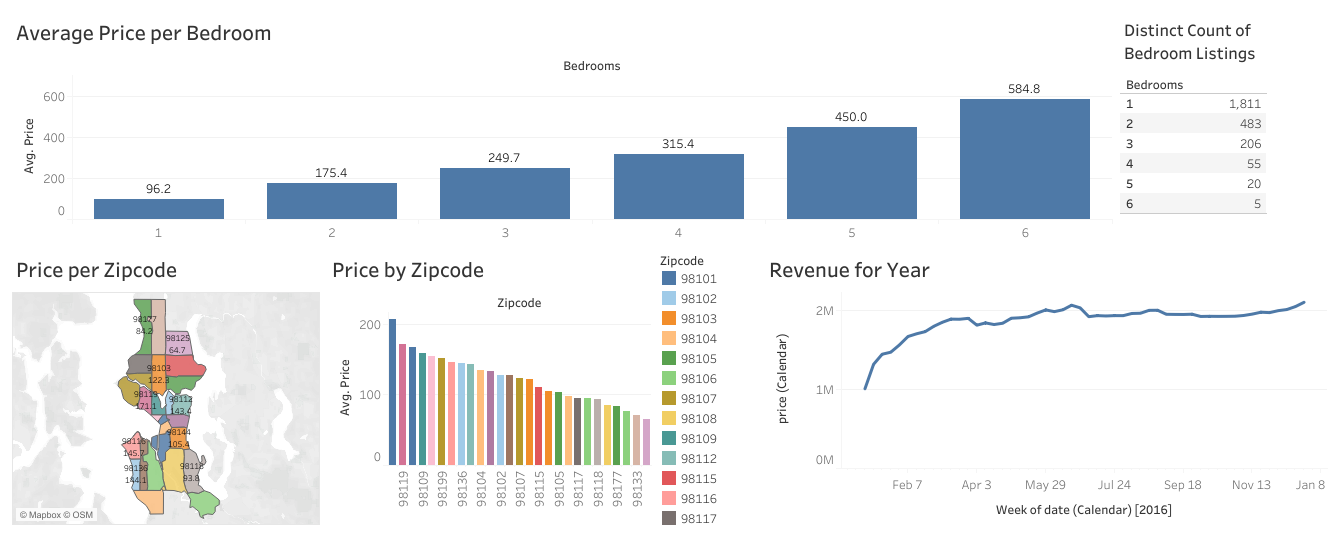 Average Price per Bedroom
Bedrooms
Avg. Price
600
400
200
0
96.2
175.4
249.7
315.4
450.0
584.8
1
2
3
4
5
6
Distinct Count of
Bedroom Listings
Bedrooms
1 1,811
2 483
3 206
4 55
5 20
6 5
Price per Zipcode
98177
84.2
98125
64.7
98103
122.3
98119
171.1
98112
143.4
98144
105.4
98116
145.7
98136
144.1
98118
93.8
© Mapbox © OSM
Price by Zipcode
Zipcode
Avg. Price
200
100
0
98119
98109
98199
98136
98104
98102
98107
98115
98105
98117
98118
98177
98133
Zipcode
98101
98102
98103
98104
98105
98106
98107
98108
98109
98112
98115
98116
98117
Revenue for Year
price (Calendar)
2M
1M
0M
Feb 7
Apr 3
May 29
Jul 24
Sep 18
Nov 13
Jan 8
Week of date (Calendar) [2016]